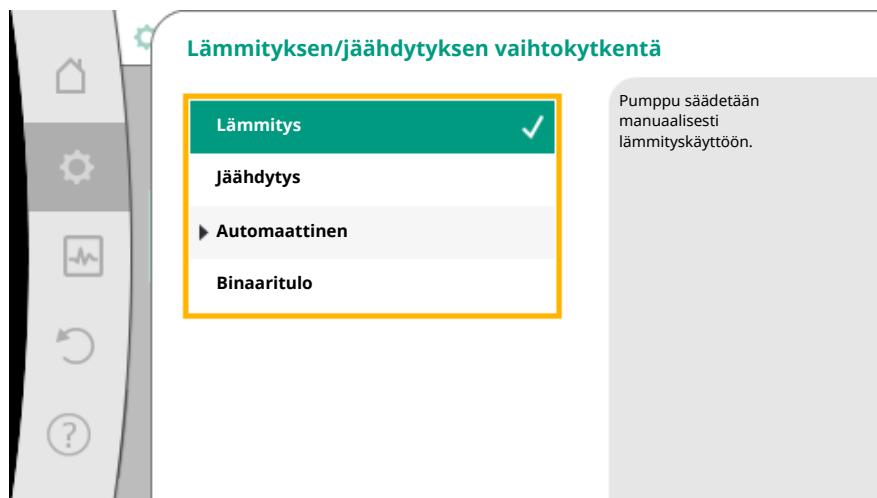 Lämmityksen/jäähdytyksen vaihtokytkentä
Lämmitys
Jäähdytys
Automaattinen
Binaaritulo
Pumppu säädetään
manuaalisesti
lämmityskäyttöön.
?